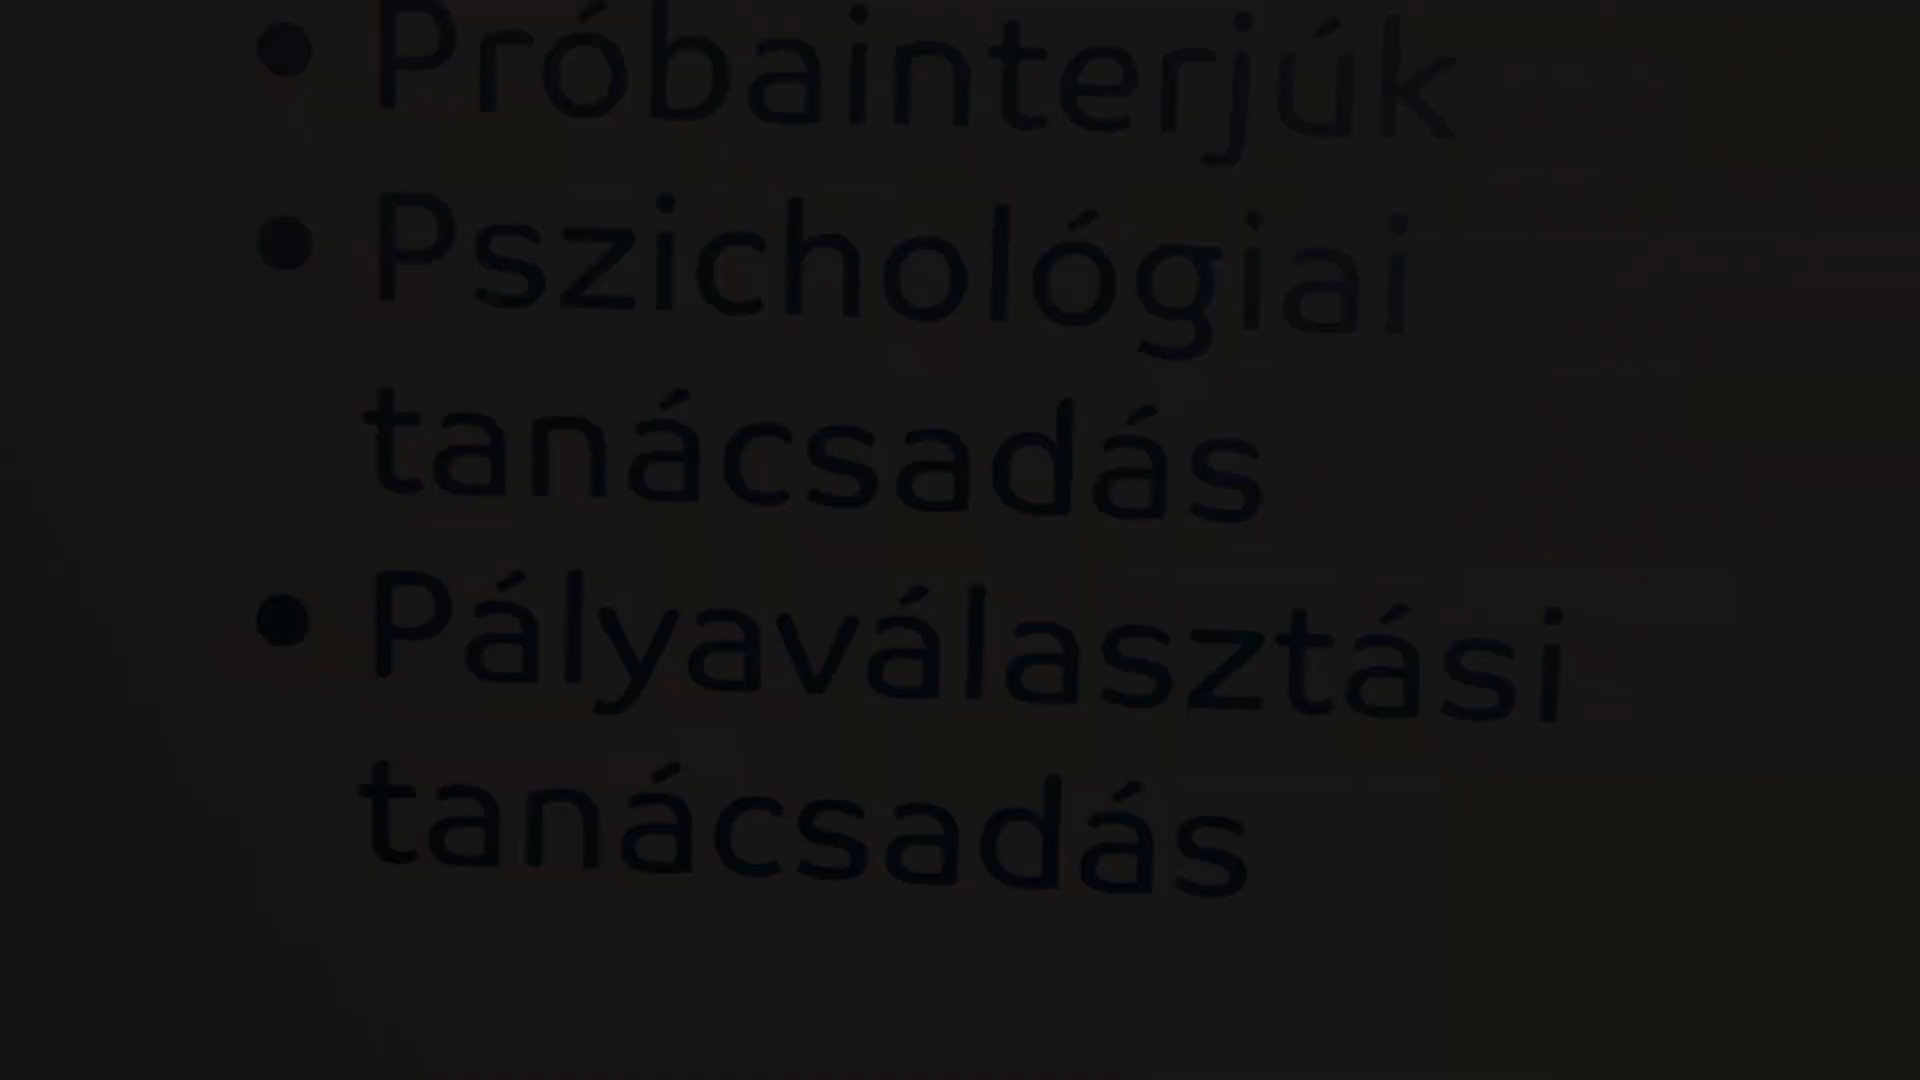 • Próbainterjúk
• Pszichológiai
tanácsadás
• Pályaválasztási
tanácsadás